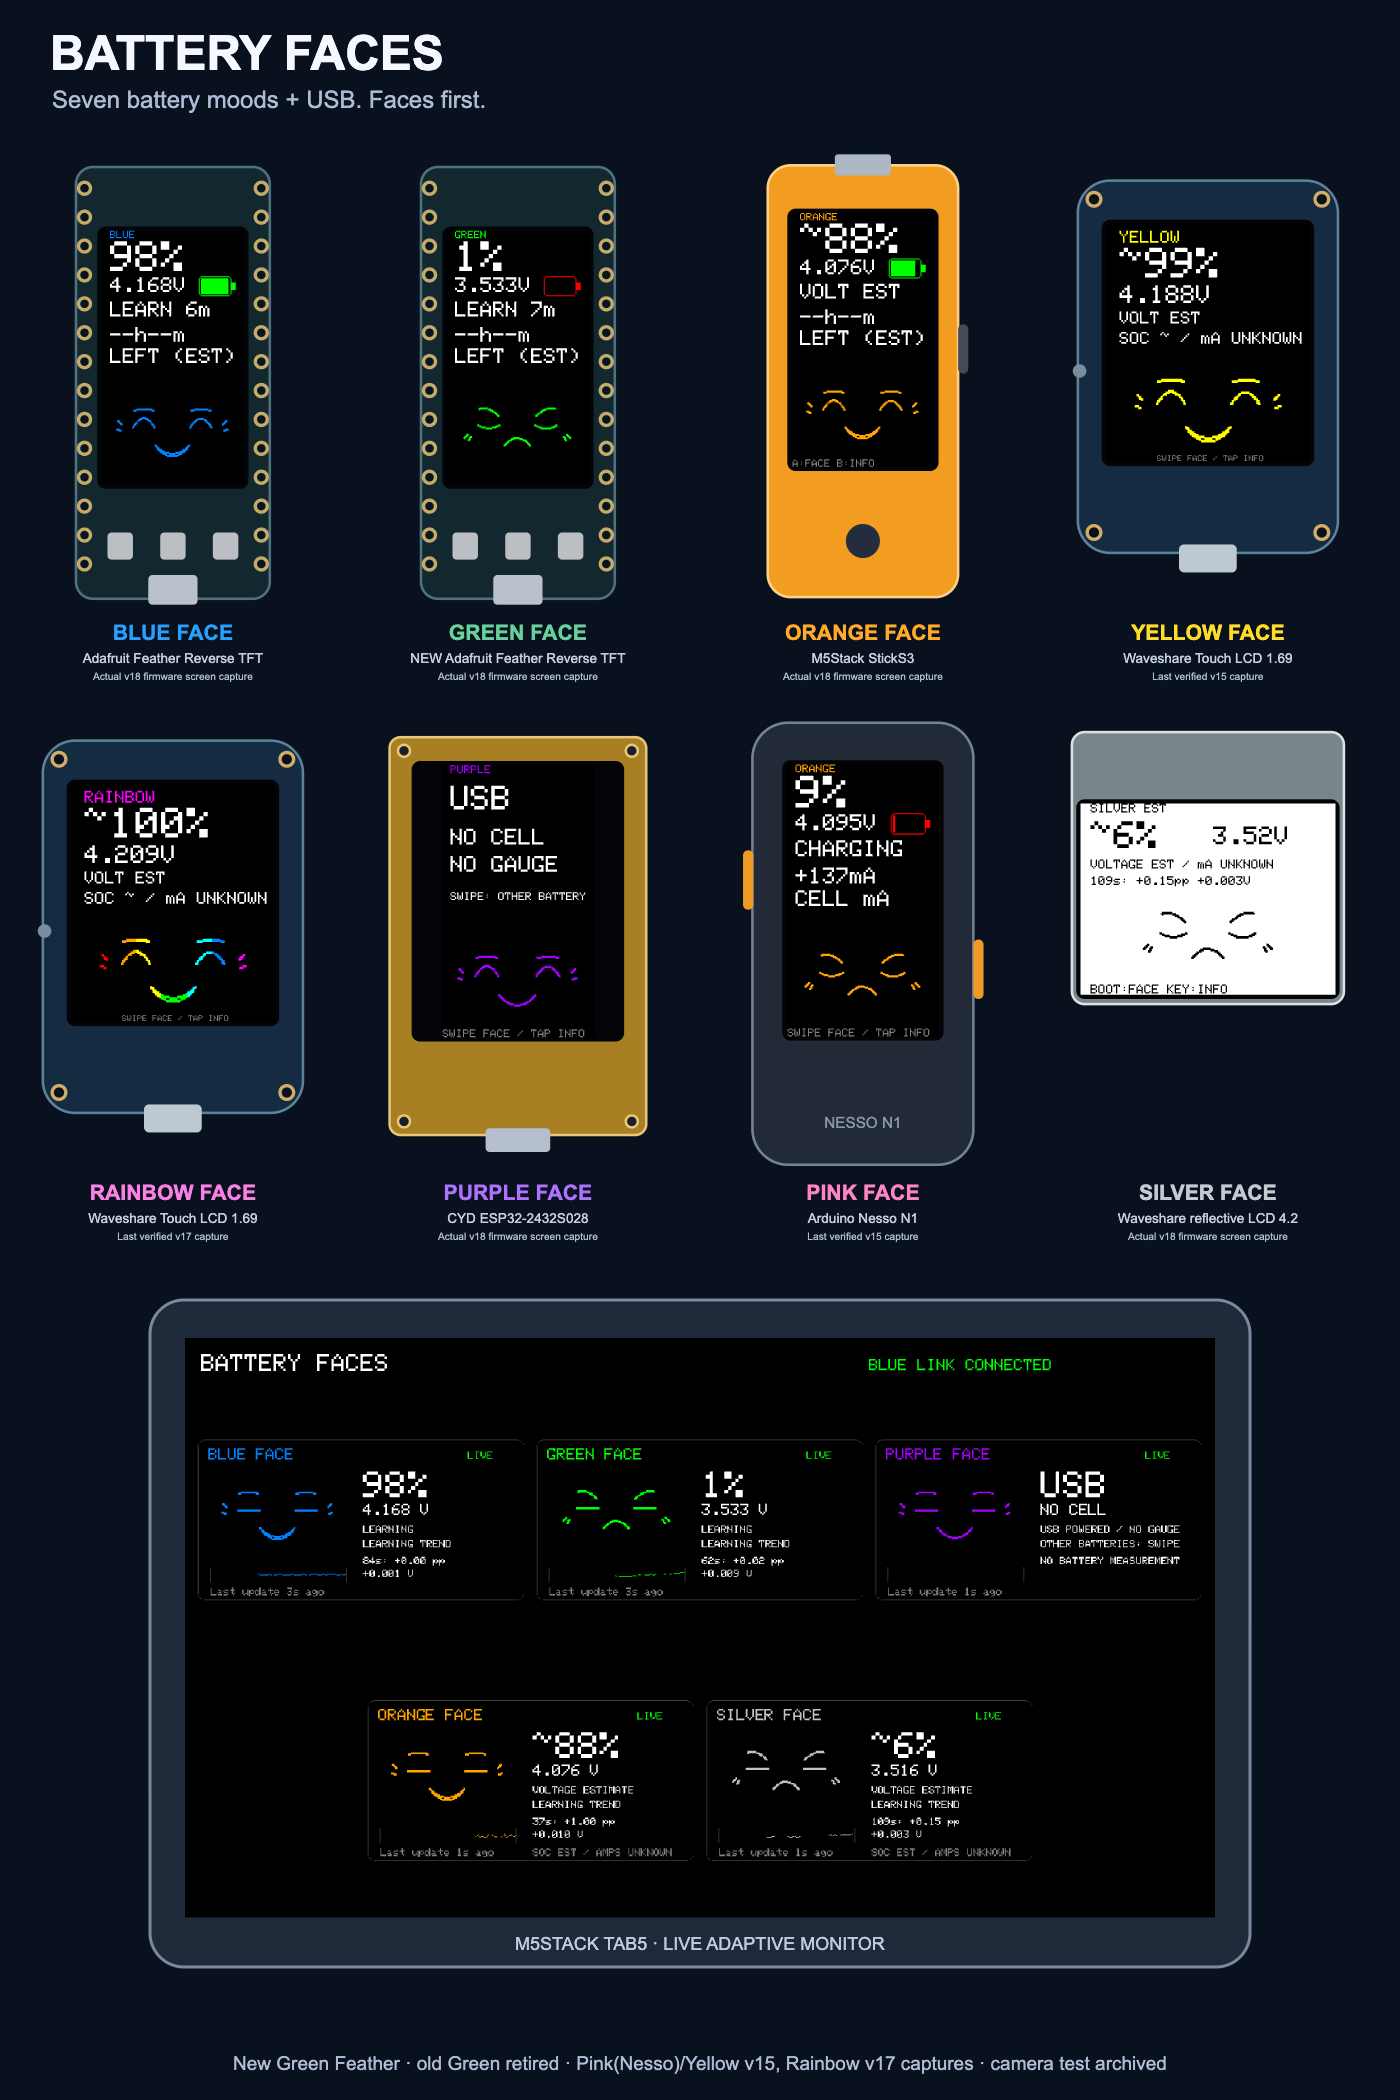 BATTERY FACES
Seven battery moods + USB. Faces first.
BLUE
98%
4.168V
LEARN 6m
--h--m
LEFT (EST)
BLUE FACE
Adafruit Feather Reverse TFT
Actual v18 firmware screen capture
GREEN
1%
3.533V
LEARN 7m
--h--m
LEFT (EST)
GREEN FACE
NEW Adafruit Feather Reverse TFT
Actual v18 firmware screen capture
ORANGE
~88%
4.076V
VOLT EST
--h--m
LEFT (EST)
A:FACE B:INFO
ORANGE FACE
M5Stack StickS3
Actual v18 firmware screen capture
YELLOW
~99%
4.188V
VOLT EST
SOC ~ / mA UNKNOWN
SWIPE FACE / TAP INFO
YELLOW FACE
Waveshare Touch LCD 1.69
Last verified v15 capture
RAINBOW
~100%
4.209V
VOLT EST
SOC ~ / mA UNKNOWN
SWIPE FACE / TAP INFO
RAINBOW FACE
Waveshare Touch LCD 1.69
Last verified v17 capture
PURPLE
USB
NO CELL
NO GAUGE
SWIPE: OTHER BATTERY
SWIPE FACE / TAP INFO
PURPLE FACE
CYD ESP32-2432S028
Actual v18 firmware screen capture
ORANGE
9%
4.095V
CHARGING
+137mA
CELL mA
SWIPE FACE / TAP INFO
NESSO N1
PINK FACE
Arduino Nesso N1
Last verified v15 capture
SILVER EST
~6% 3.52V
VOLTAGE EST / mA UNKNOWN
109s: +0.15pp +0.003V
BOOT:FACE KEY:INFO
SILVER FACE
Waveshare reflective LCD 4.2
Actual v18 firmware screen capture
BATTERY FACES
BLUE LINK CONNECTED
BLUE FACE LIVE
98%
4.168 V
LEARNING
LEARNING TREND
84s: +0.00 pp
+0.001 V
Last update 3s ago
GREEN FACE LIVE
1%
3.533 V
LEARNING
LEARNING TREND
62s: +0.02 pp
+0.009 V
Last update 3s ago
PURPLE FACE LIVE
USB
NO CELL
USB POWERED / NO GAUGE
OTHER BATTERIES: SWIPE
NO BATTERY MEASUREMENT
Last update 1s ago
ORANGE FACE LIVE
~88%
4.076 V
VOLTAGE ESTIMATE
LEARNING TREND
37s: +1.00 pp
+0.010 V
Last update 1s ago SOC EST / AMPS UNKNOWN
SILVER FACE LIVE
~6%
3.516 V
VOLTAGE ESTIMATE
LEARNING TREND
109s: +0.15 pp
+0.003 V
Last update 1s ago SOC EST / AMPS UNKNOWN
M5STACK TAB5 · LIVE ADAPTIVE MONITOR
New Green Feather · old Green retired · Pink(Nesso)/Yellow v15, Rainbow v17 captures · camera test archived